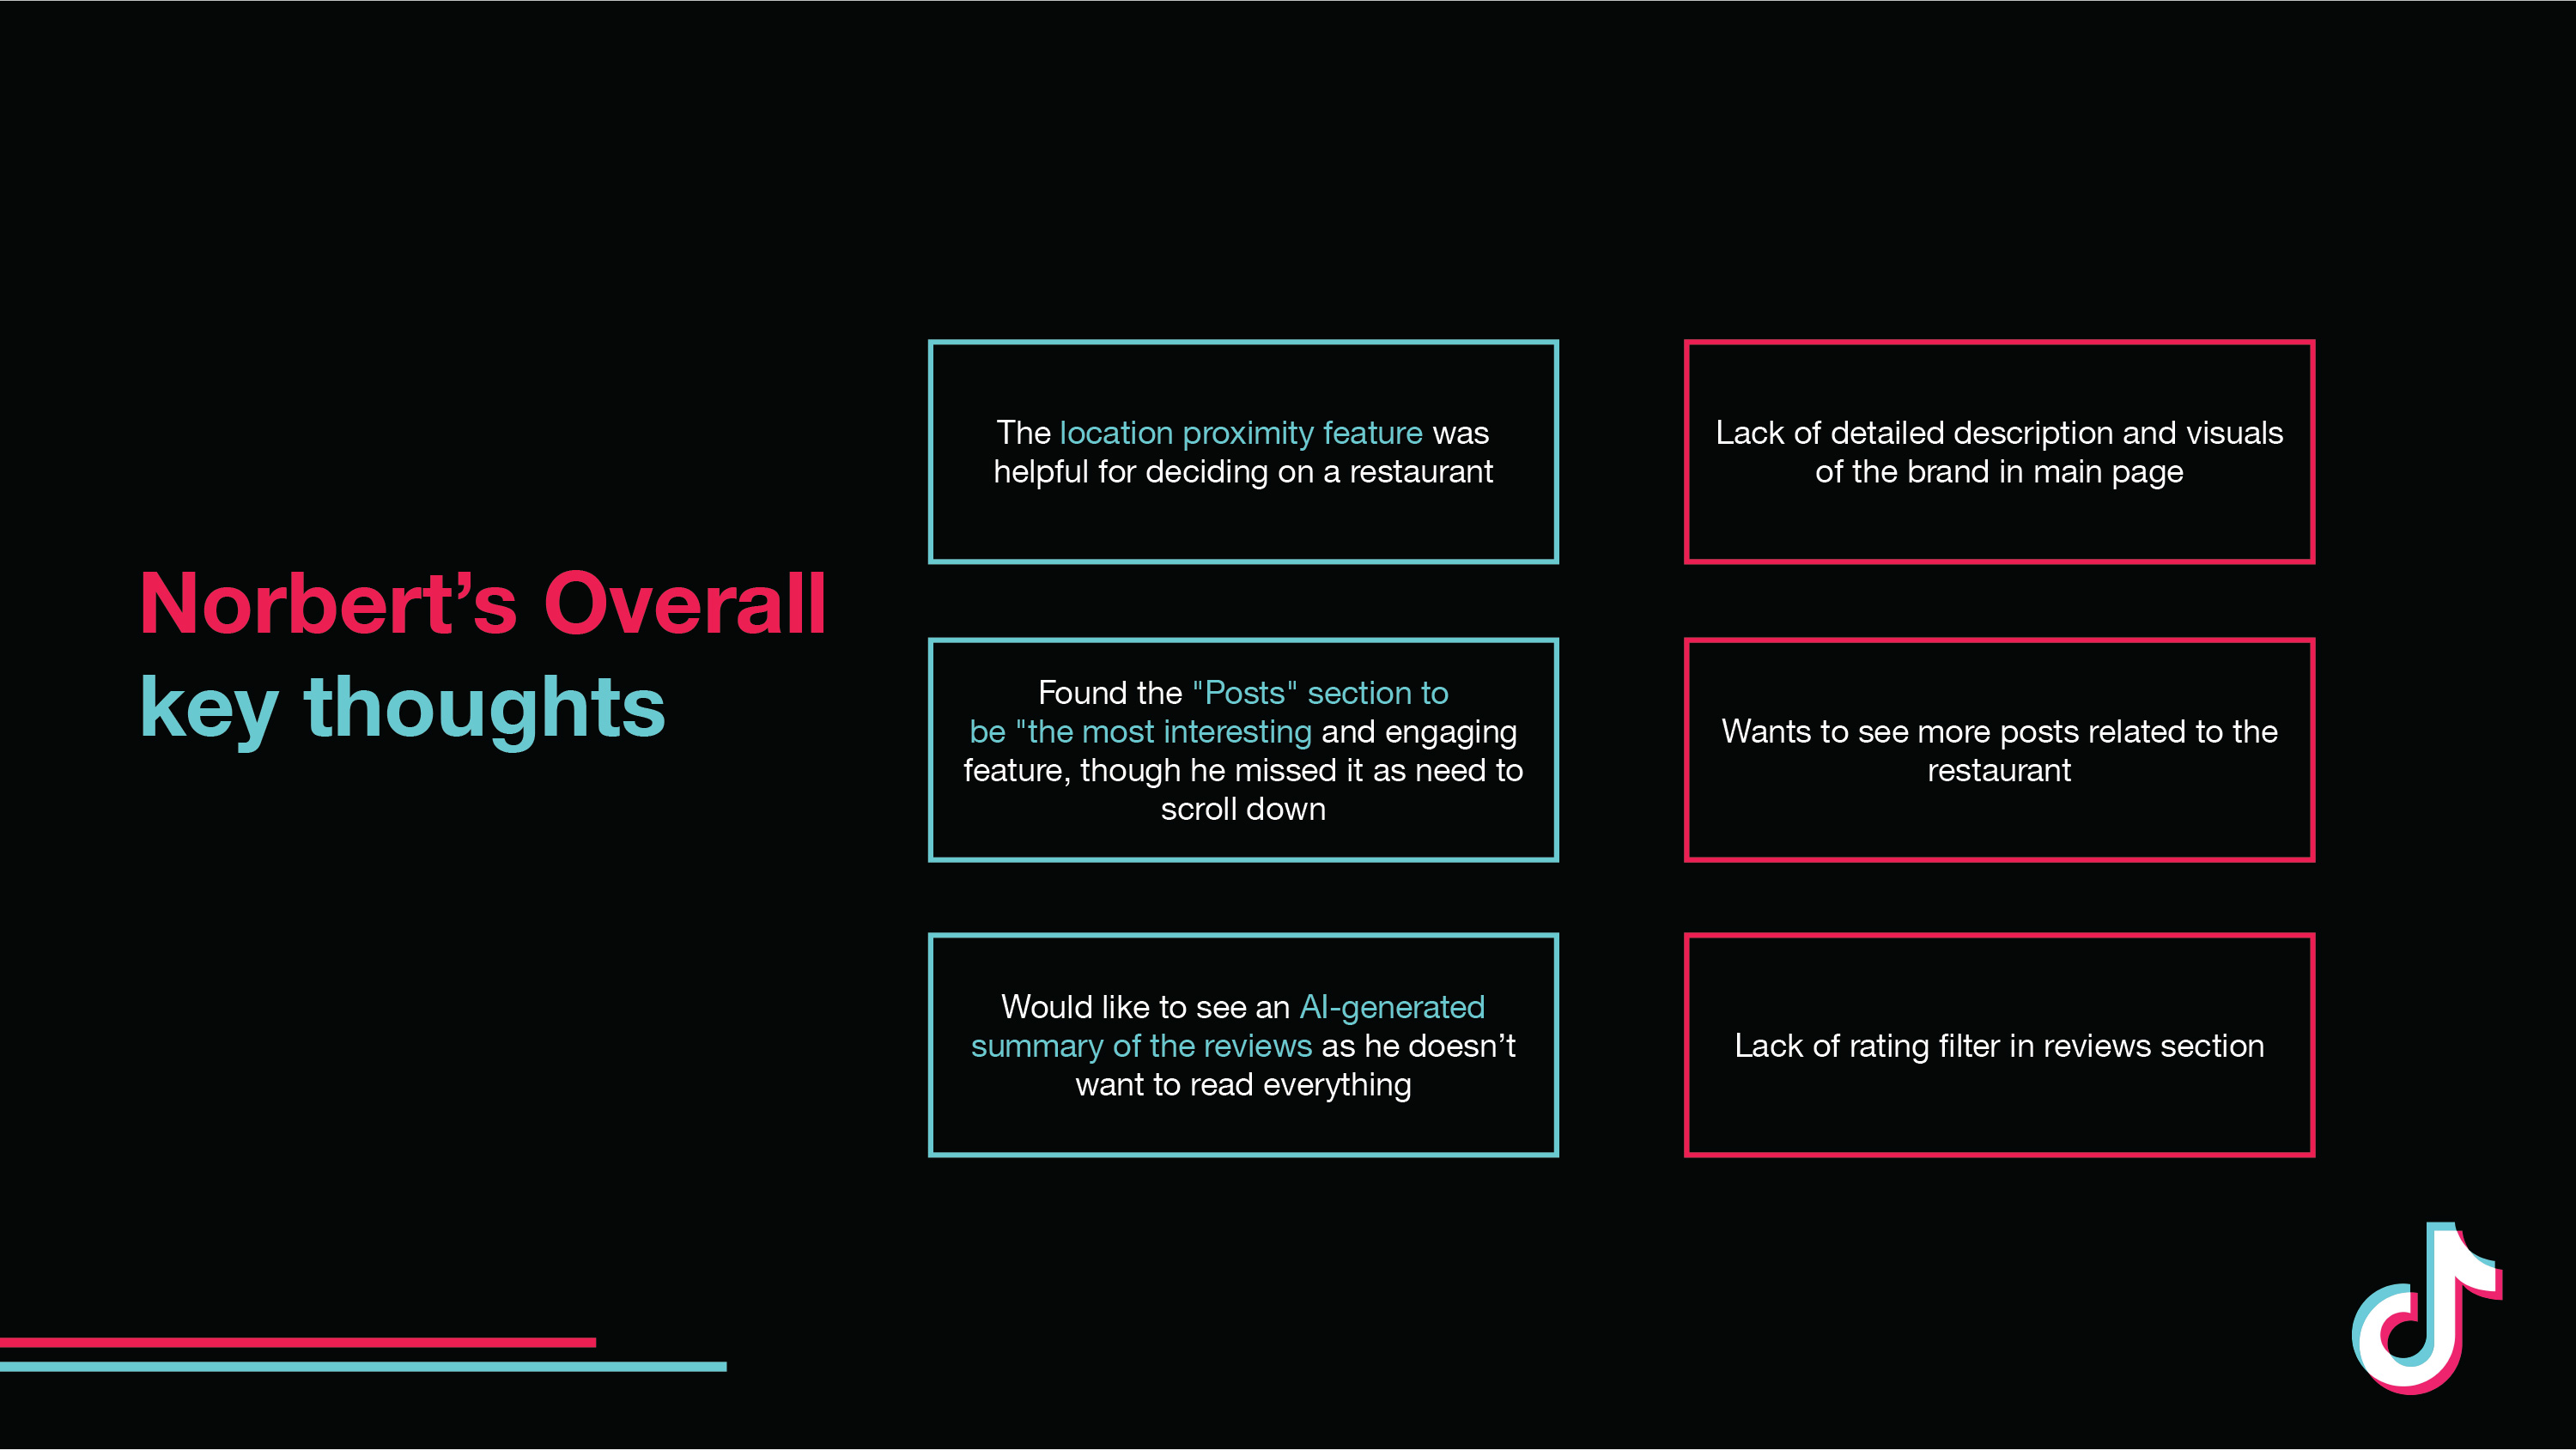 Norbert’s Overall
key thoughts
The location proximity feature was
helpful for deciding on a restaurant
Found the "Posts" section to
be "the most interesting and engaging
feature, though he missed it as need to
scroll down
Would like to see an AI-generated
summary of the reviews as he doesn’t
want to read everything
Lack of detailed description and visuals
of the brand in main page
Wants to see more posts related to the
restaurant
Lack of rating filter in reviews section